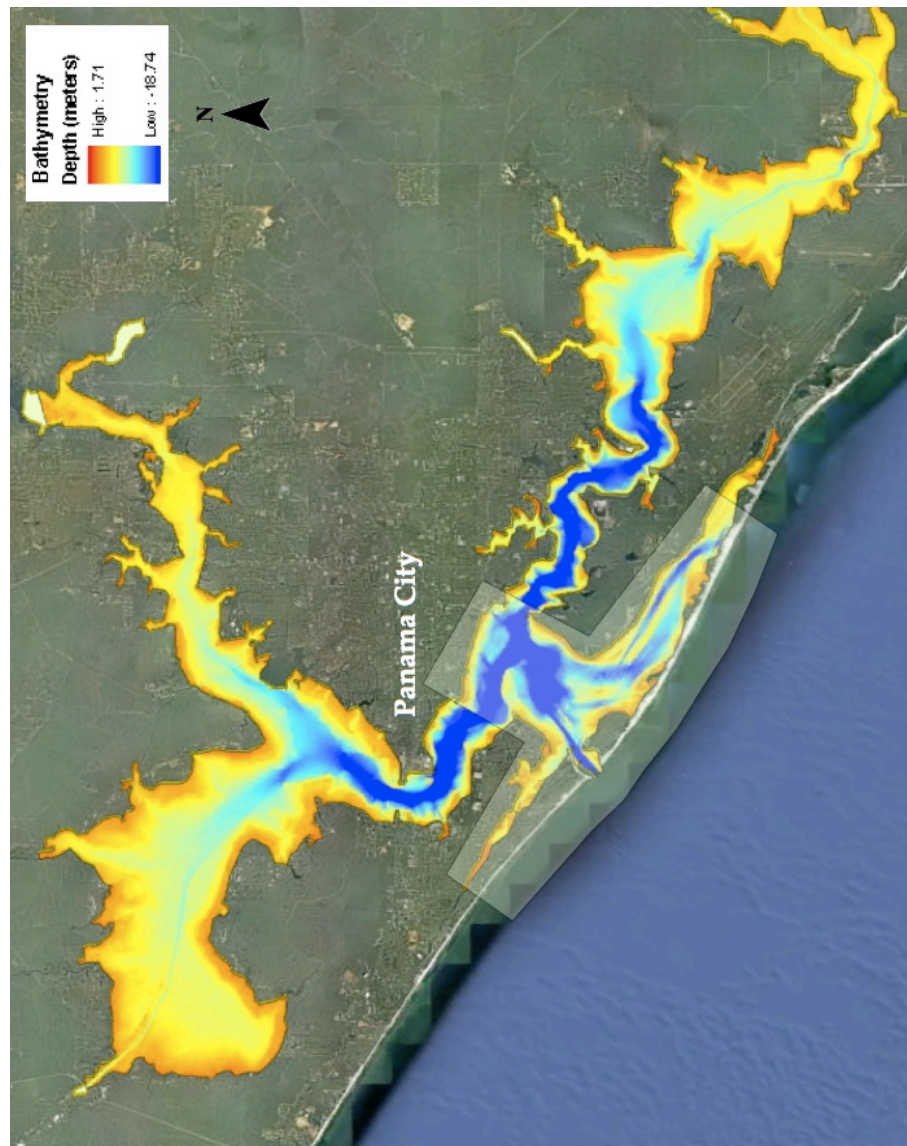 Bathymetry
Depth (meters)
High : 1.71
Low : -18.74
N
Panama City